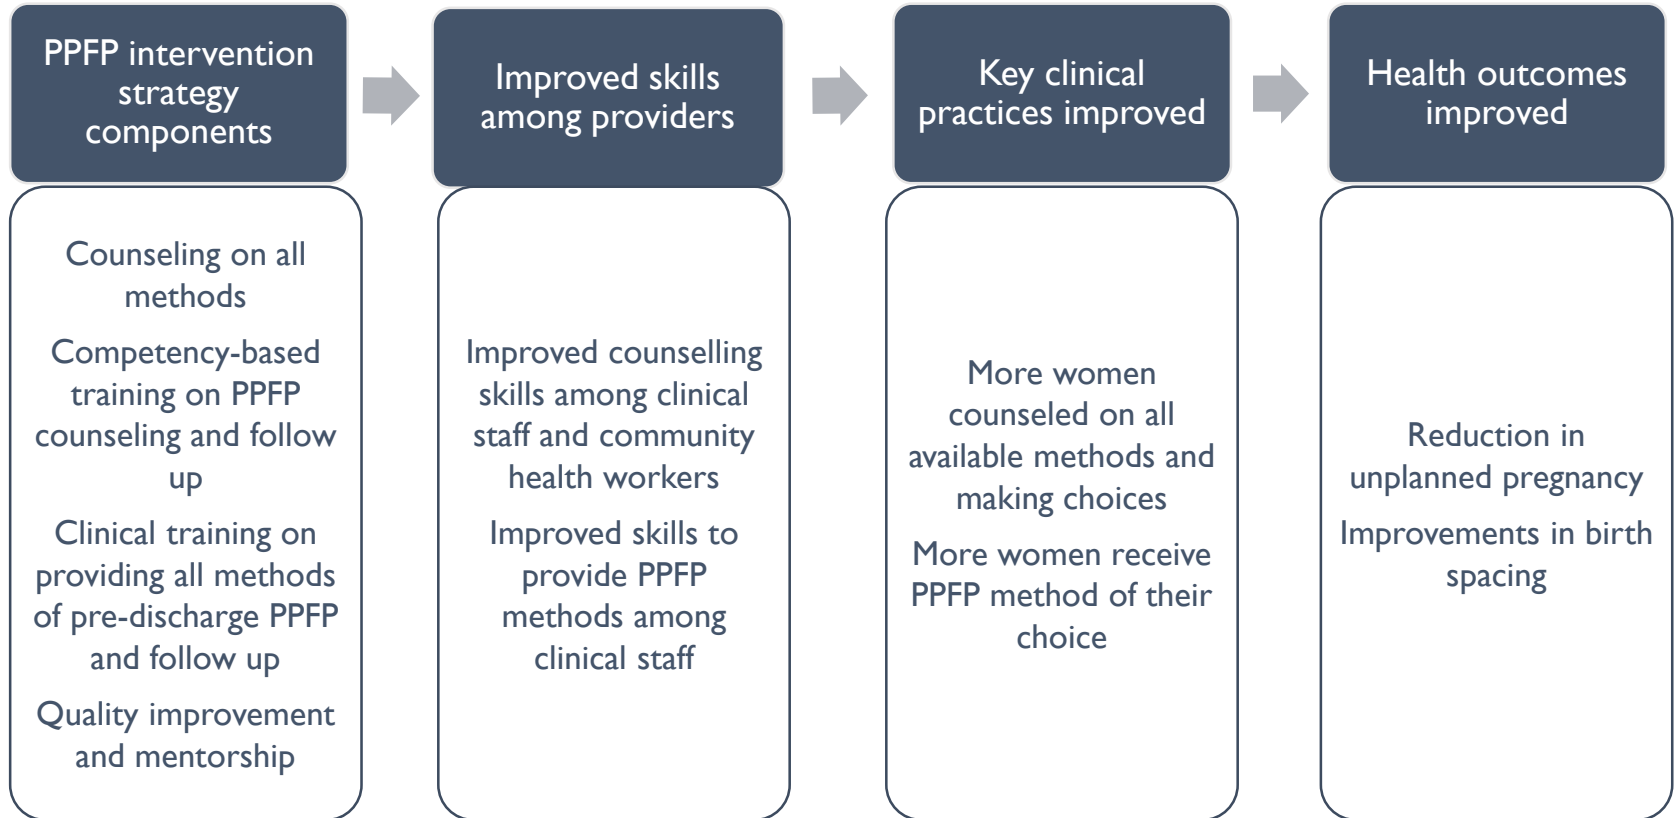 PPFP intervention
strategy
components
Counseling on all
methods
Competency-based
training on PPFP
counseling and follow
up
Clinical training on
providing all methods
of pre-discharge PPFP
and follow up
Quality improvement
and mentorship
Improved skills
among providers
Improved counselling
skills among clinical
staff and community
health workers
Improved skills to
provide PPFP
methods among
clinical staff
Key clinical
practices improved
More women
counseled on all
available methods and
making choices
More women receive
PPFP method of their
choice
Health outcomes
improved
Reduction in
unplanned pregnancy
Improvements in birth
spacing